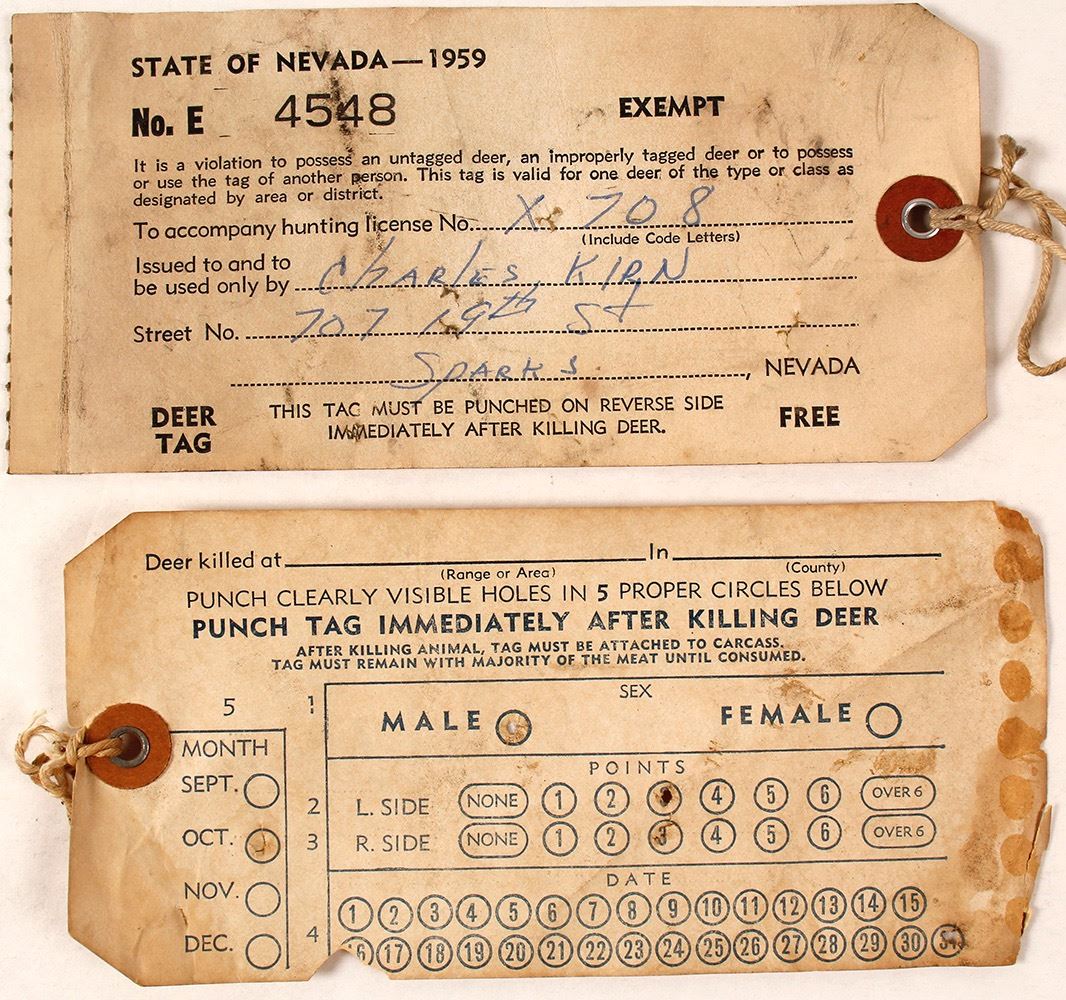 STATE OF NEVADA—1959
No. E 4548 EXEMPT
It is a violation to possess an untagged deer, an improperly tagged deer or to possess
or use the tag of another person. This tag is valid for one deer of the type or class as
designated by area or district.
To accompany hunting license No. X 708
(Include Code Letters)
Issued to and to
be used only by CHARLES KIRN
Street No. 707 19th St
SPARKS, NEVADA
DEER TAG
THIS TAG MUST BE PUNCHED ON REVERSE SIDE
IMMEDIATELY AFTER KILLING DEER.
FREE
Deer killed at In
(Range or Area) (County)
PUNCH CLEARLY VISIBLE HOLES IN 5 PROPER CIRCLES BELOW
PUNCH TAG IMMEDIATELY AFTER KILLING DEER
AFTER KILLING ANIMAL, TAG MUST BE ATTACHED TO CARCASS.
TAG MUST REMAIN WITH MAJORITY OF THE MEAT UNTIL CONSUMED.
5
MONTH
SEPT.
OCT.
NOV.
DEC.
1 SEX
MALE FEMALE
POINTS
2 L. SIDE NONE 1 2 3 4 5 6 OVER 6
3 R. SIDE NONE 1 2 3 4 5 6 OVER 6
DATE
1 2 3 4 5 6 7 8 9 10 11 12 13 14 15
4 16 17 18 19 20 21 22 23 24 25 26 27 28 29 30 31